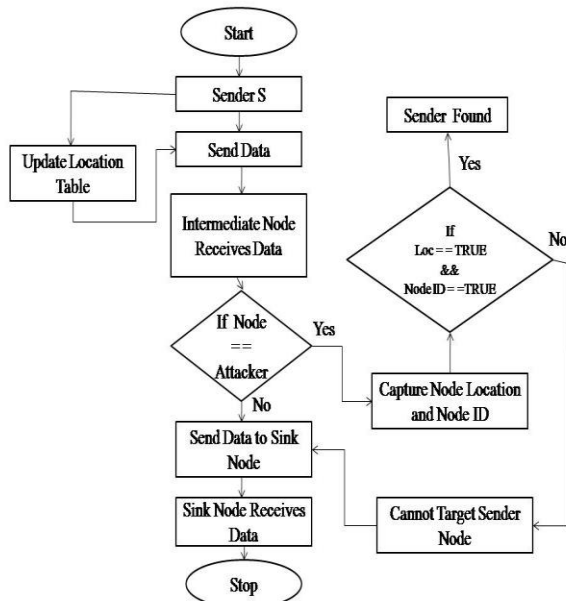 Start
Sender S
Send Data
Update Location
Table
Intermediate Node
Receives Data
If Node
==
Attacker
Yes
No
Send Data to Sink
Node
Sink Node Receives
Data
Stop
Sender Found
Yes
If
Loc == TRUE
&&
Node ID ==TRUE
No
Capture Node Location
and Node ID
Cannot Target Sender
Node